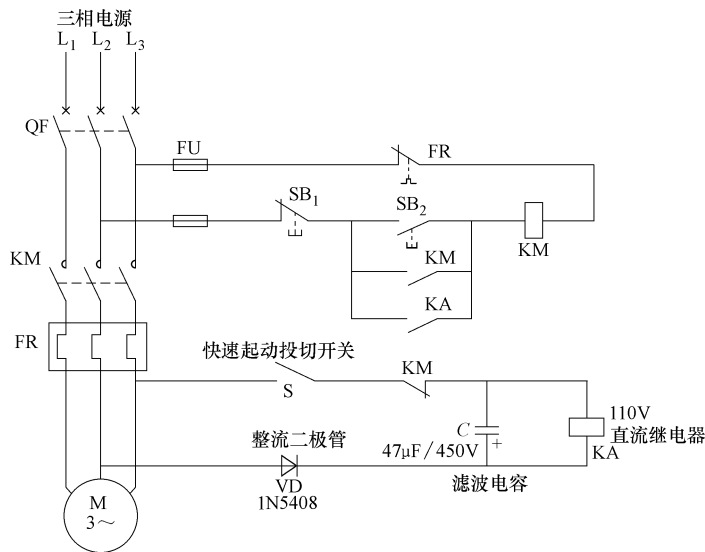 三相电源
L1 L2 L3
QF
FU
FR
SB1
SB2
KM
KM
KM
KA
FR
快速起动投切开关
S
KM
C
47μF/450V
+
滤波电容
110V
直流继电器
KA
整流二极管
VD
1N5408
M
3～